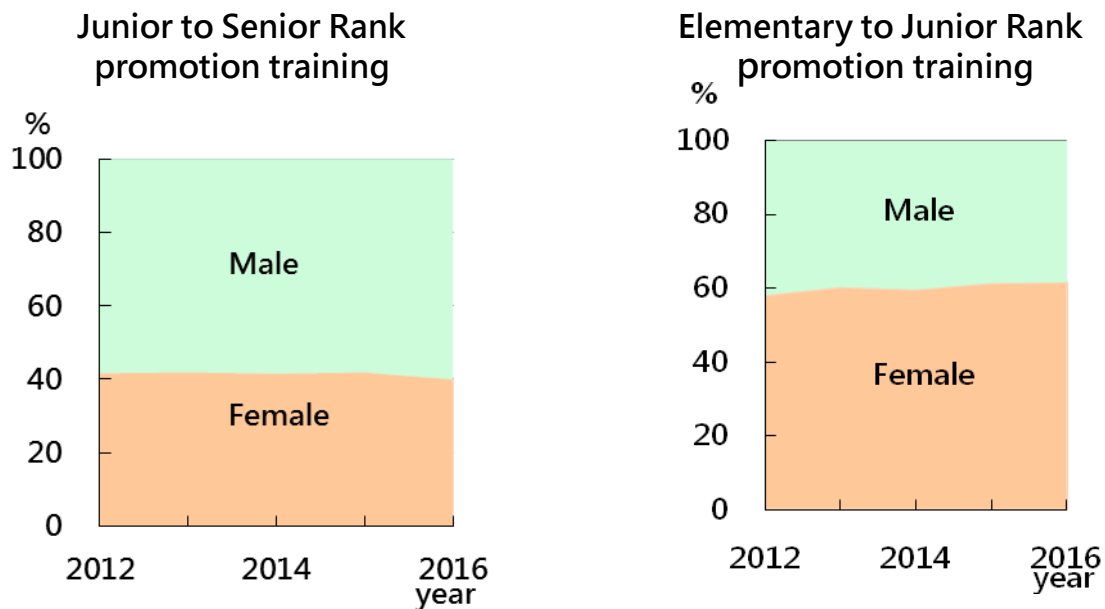 Junior to Senior Rank
promotion training
%
100
80
60
40
20
0
Male
Female
2012
2014
2016
year
Elementary to Junior Rank
promotion training
%
100
80
60
40
20
0
Male
Female
2012
2014
2016
year